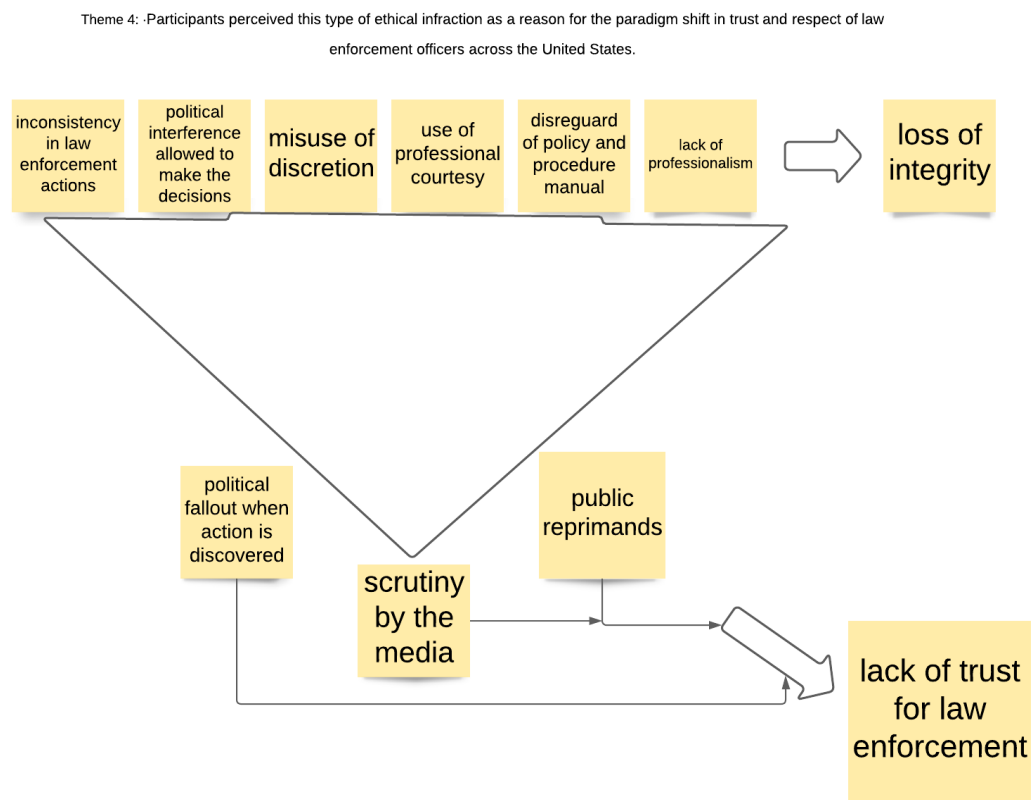 Theme 4: ·Participants perceived this type of ethical infraction as a reason for the paradigm shift in trust and respect of law
enforcement officers across the United States.
inconsistency
in law
enforcement
actions
political
interference
allowed to
make the
decisions
misuse of
discretion
use of
professional
courtesy
disreguard
of policy and
procedure
manual
lack of
professionalism
loss of
integrity
political
fallout when
action is
discovered
scrutiny
by the
media
public
reprimands
lack of trust
for law
enforcement